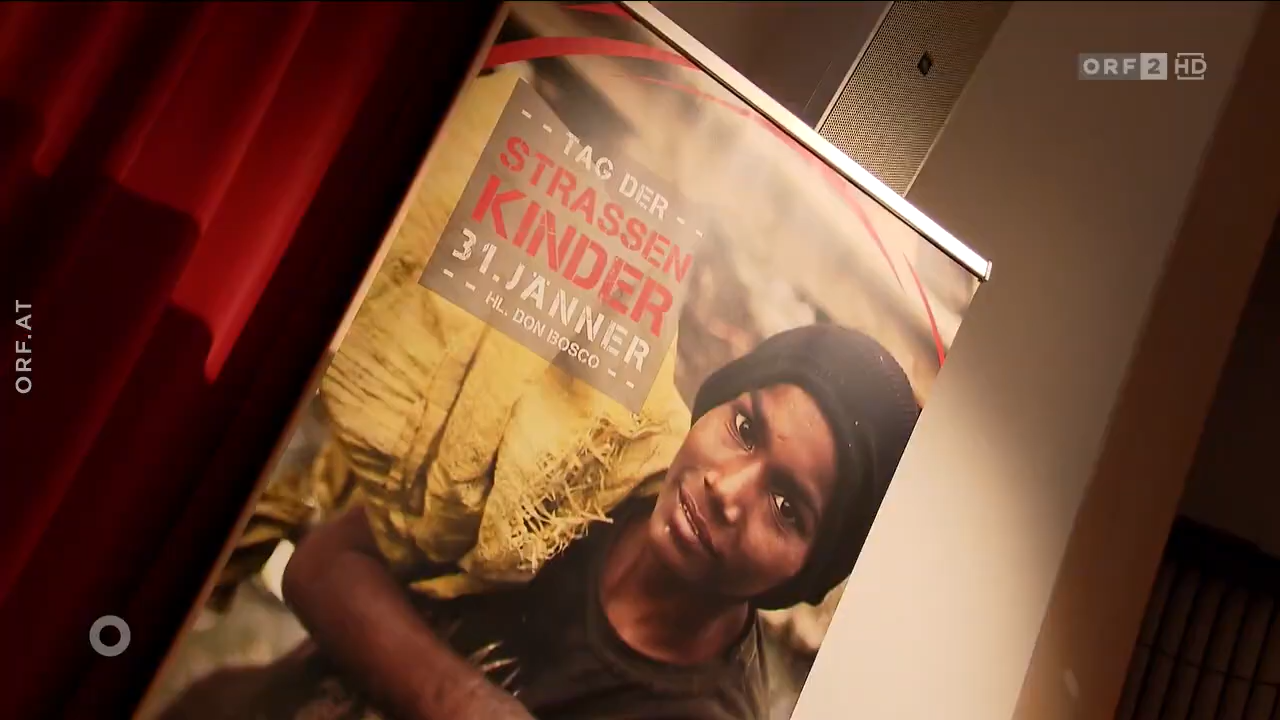 ORF 2 HD
-- TAG DER --
STRASSEN
KINDER
31. JÄNNER
-- HL. DON BOSCO --
ORF.AT